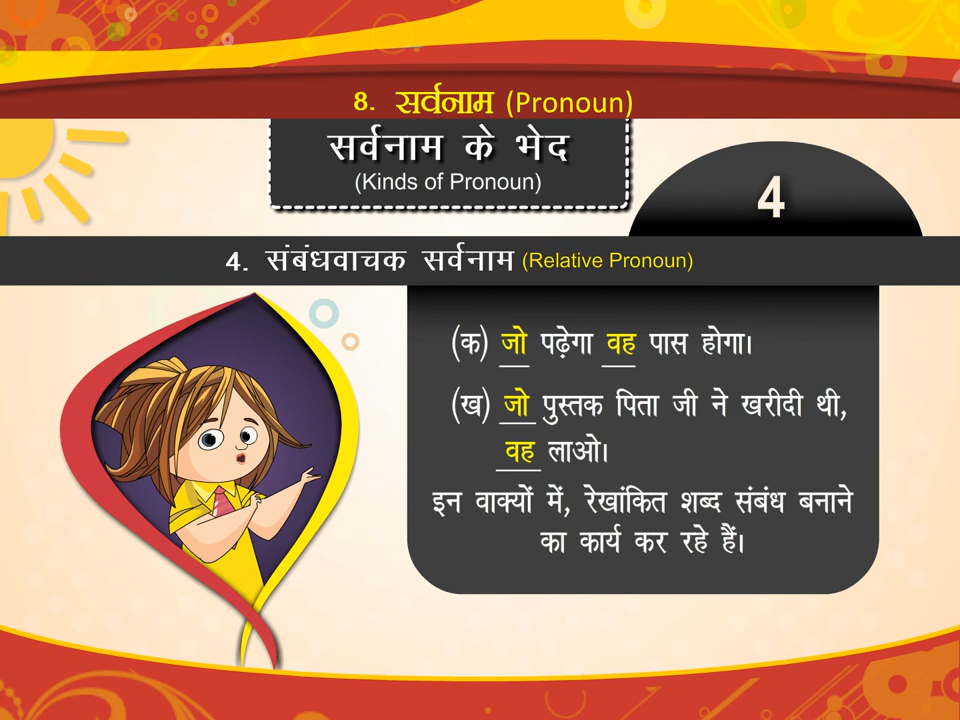 8. सर्वनाम (Pronoun)
सर्वनाम के भेद
(Kinds of Pronoun)
4
4. संबंधवाचक सर्वनाम (Relative Pronoun)
(क) जो पढ़ेगा वह पास होगा।
(ख) जो पुस्तक पिता जी ने खरीदी थी,
वह लाओ।
इन वाक्यों में, रेखांकित शब्द संबंध बनाने
का कार्य कर रहे हैं।